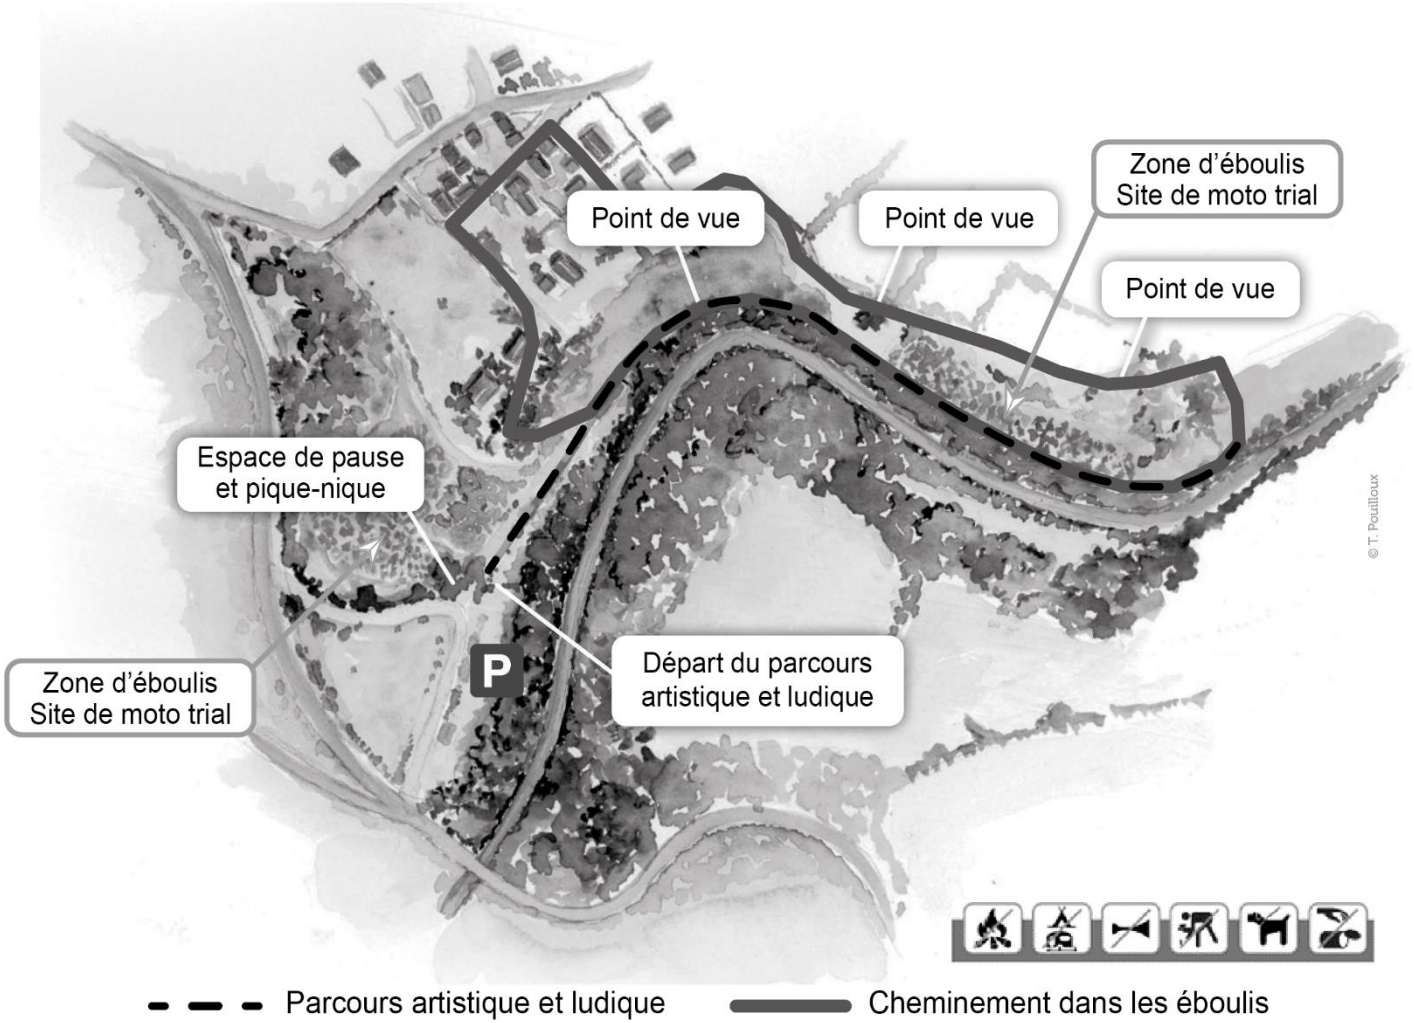 Zone d'éboulis
Site de moto trial
Point de vue
Point de vue
Point de vue
Espace de pause
et pique-nique
Départ du parcours
artistique et ludique
P
Zone d'éboulis
Site de moto trial
© T. Pouilloux
Parcours artistique et ludique
Cheminement dans les éboulis